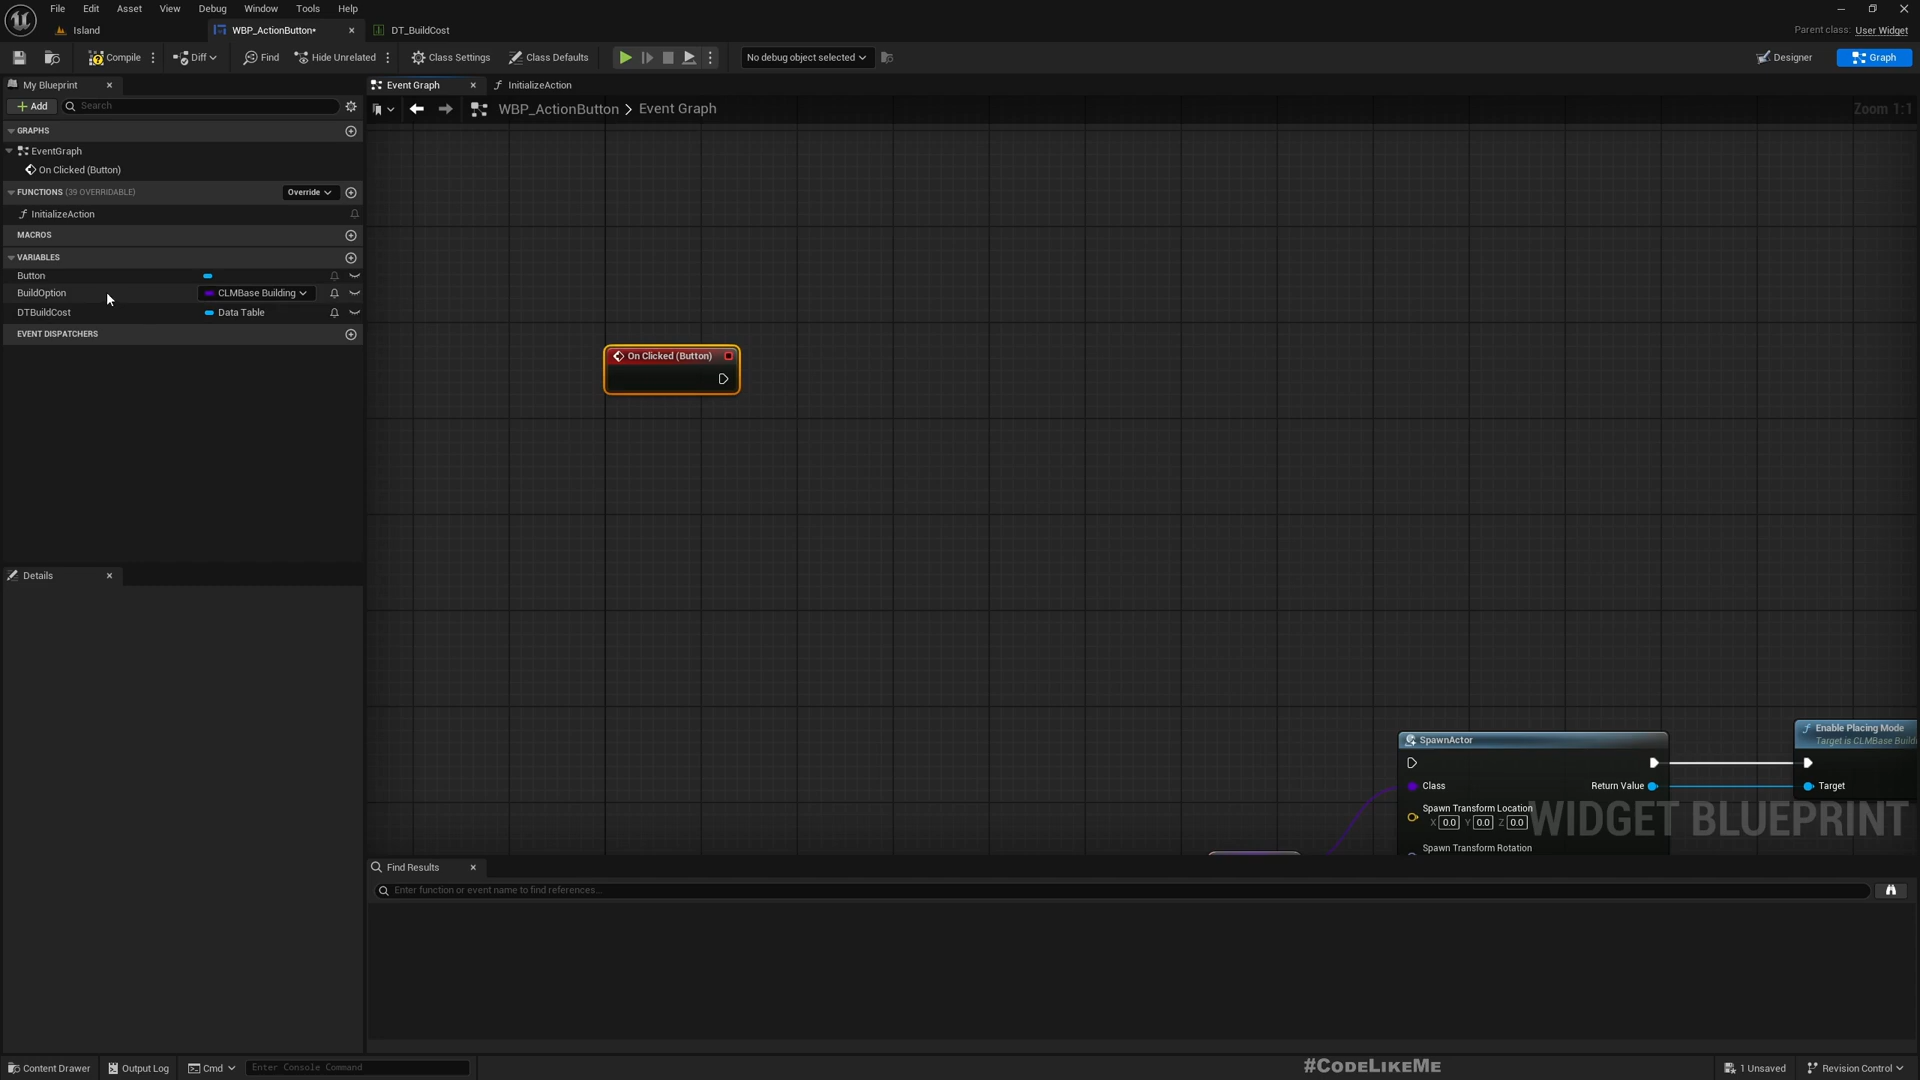 File Edit Asset View Debug Window Tools Help
Island
WBP_ActionButton*
DT_BuildCost
Parent class: User Widget
Compile
Diff
Find
Hide Unrelated
Class Settings
Class Defaults
No debug object selected
Designer
Graph
My Blueprint
Add
Search
GRAPHS
EventGraph
On Clicked (Button)
FUNCTIONS (39 OVERRIDABLE)
Override
InitializeAction
MACROS
VARIABLES
Button
BuildOption
CLMBase Building
DTBuildCost
Data Table
EVENT DISPATCHERS
Details
Event Graph
InitializeAction
WBP_ActionButton > Event Graph
Zoom 1:1
On Clicked (Button)
SpawnActor
Class
Return Value
Spawn Transform Location
X 0.0 Y 0.0 Z 0.0
Spawn Transform Rotation
Enable Placing Mode
Target is CLMBase Buildi
Target
WIDGET BLUEPRINT
Find Results
Enter function or event name to find references...
Content Drawer
Output Log
Cmd
Enter Console Command
#CODELIKEME
1 Unsaved
Revision Control